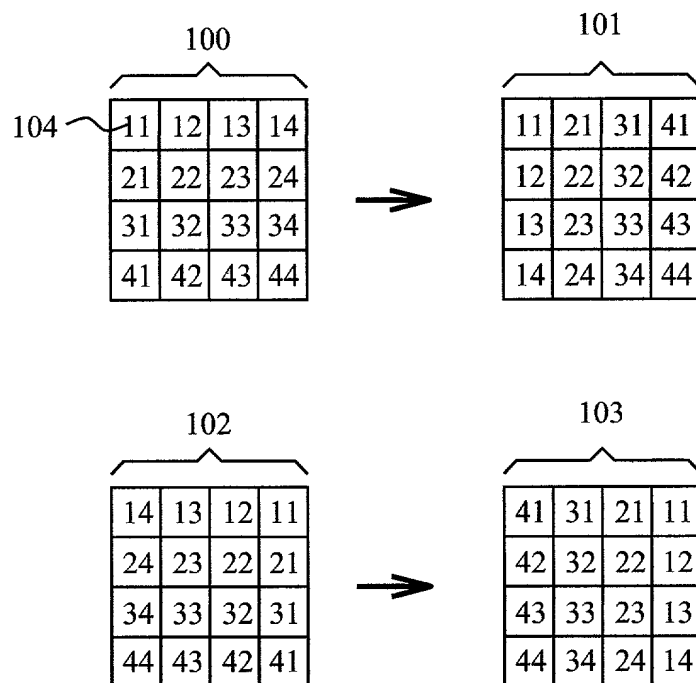 100
101
104
11 12 13 14
21 22 23 24
31 32 33 34
41 42 43 44
11 21 31 41
12 22 32 42
13 23 33 43
14 24 34 44
102
103
14 13 12 11
24 23 22 21
34 33 32 31
44 43 42 41
41 31 21 11
42 32 22 12
43 33 23 13
44 34 24 14